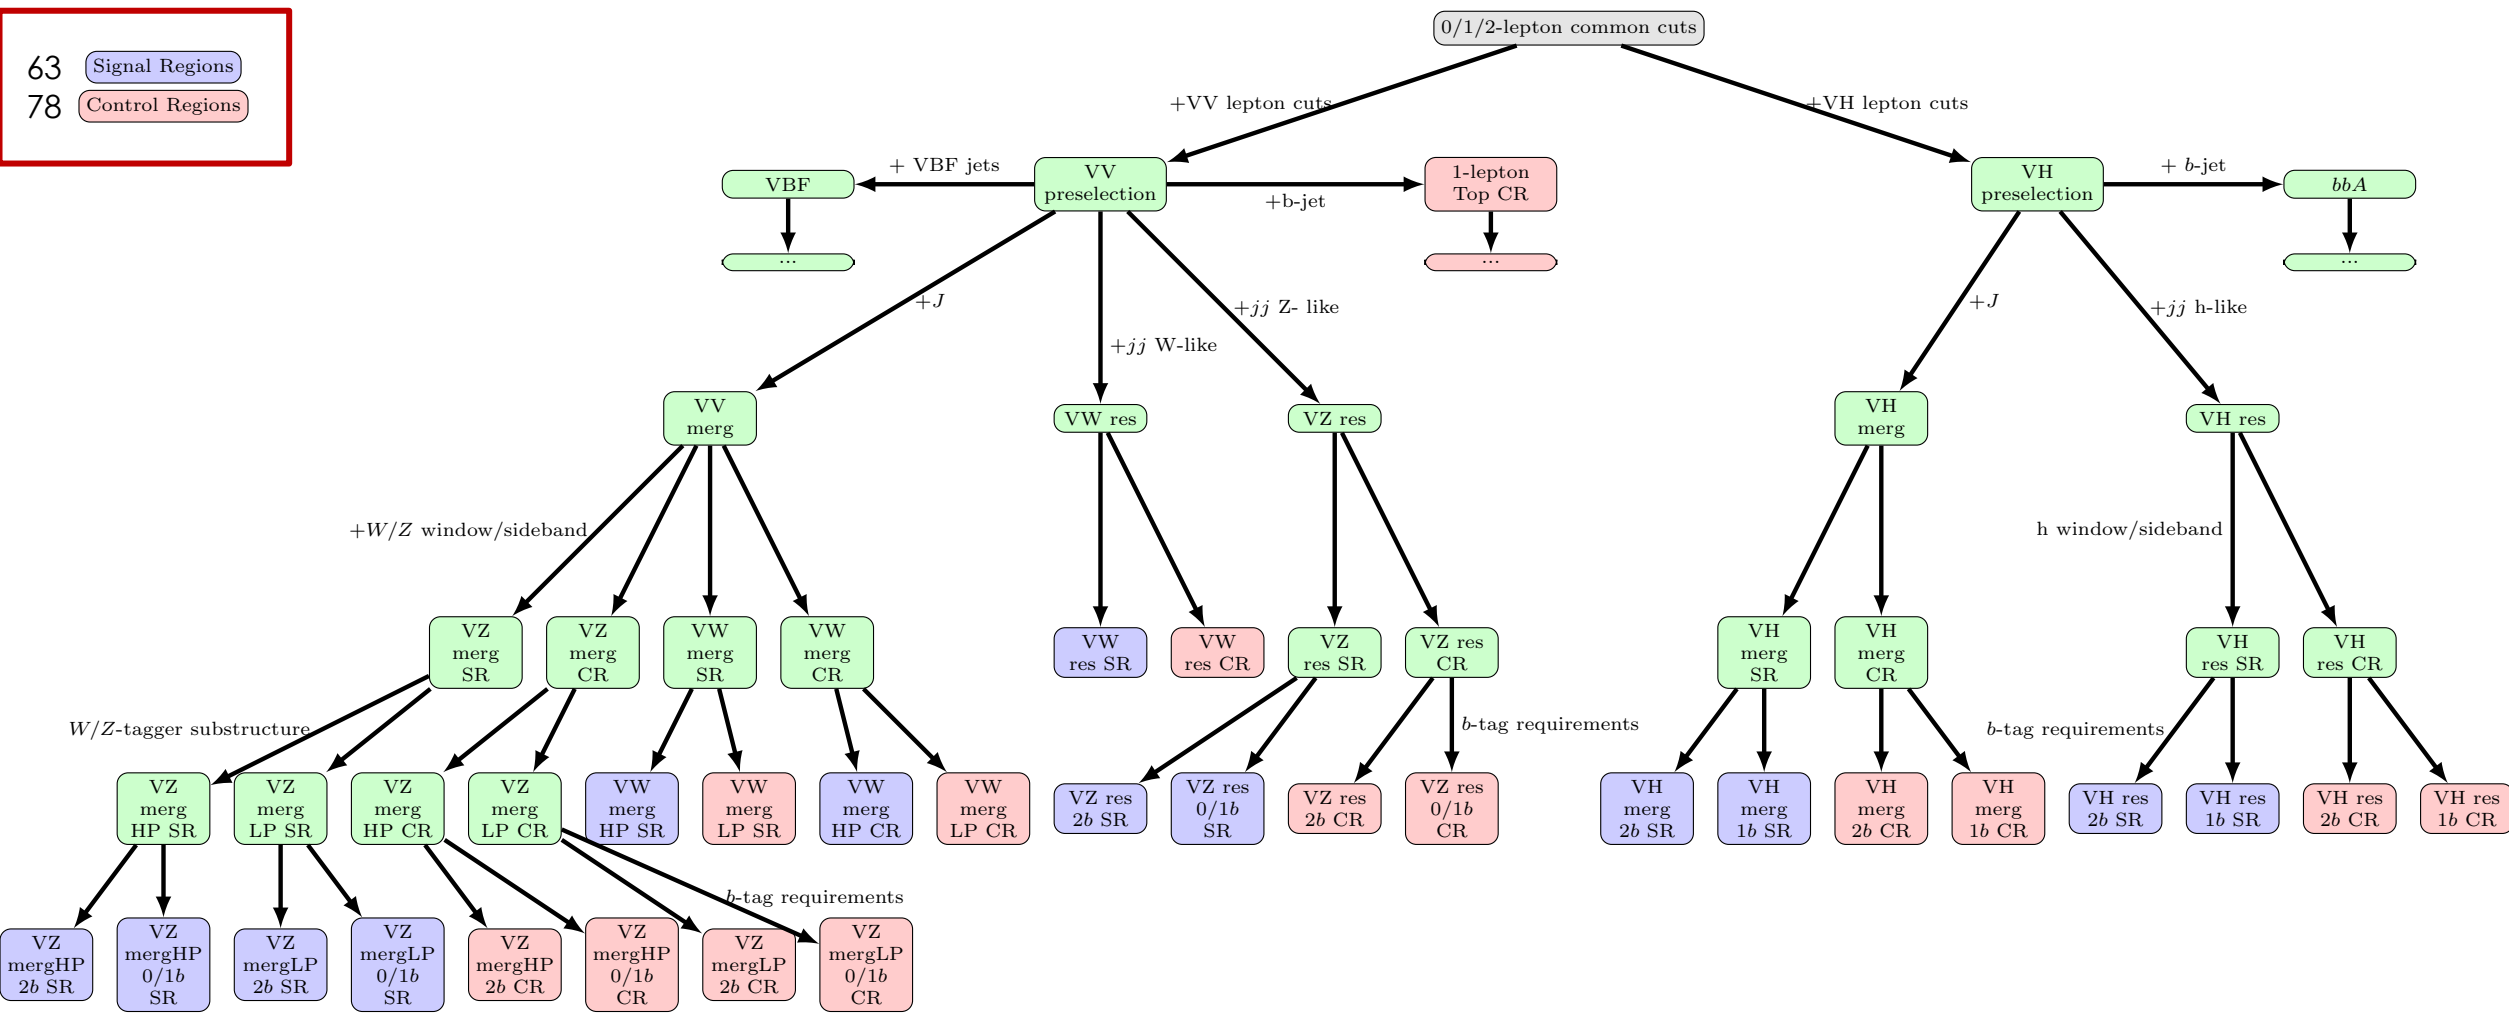 63 Signal Regions
78 Control Regions
0/1/2-lepton common cuts
+VV lepton cuts
+VH lepton cuts
VBF
+ VBF jets
VV
preselection
+b-jet
1-lepton
Top CR
VH
preselection
+ b-jet
bbA
...
...
...
+J
+jj W-like
+jj Z- like
+J
+jj h-like
VV
merg
VW res
VZ res
VH
merg
VH res
+W/Z window/sideband
h window/sideband
VZ
merg
SR
VZ
merg
CR
VW
merg
SR
VW
merg
CR
VW
res SR
VW
res CR
VZ
res SR
VZ res
CR
VH
merg
SR
VH
merg
CR
VH
res SR
VH
res CR
W/Z-tagger substructure
b-tag requirements
b-tag requirements
VZ
merg
HP SR
VZ
merg
LP SR
VZ
merg
HP CR
VZ
merg
LP CR
VW
merg
HP SR
VW
merg
LP SR
VW
merg
HP CR
VW
merg
LP CR
VZ res
2b SR
VZ res
0/1b
SR
VZ res
2b CR
VZ res
0/1b
CR
VH
merg
2b SR
VH
merg
1b SR
VH
merg
2b CR
VH
merg
1b CR
VH res
2b SR
VH res
1b SR
VH res
2b CR
VH res
1b CR
b-tag requirements
VZ
mergHP
2b SR
VZ
mergHP
0/1b
SR
VZ
mergLP
2b SR
VZ
mergLP
0/1b
SR
VZ
mergHP
2b CR
VZ
mergHP
0/1b
CR
VZ
mergLP
2b CR
VZ
mergLP
0/1b
CR